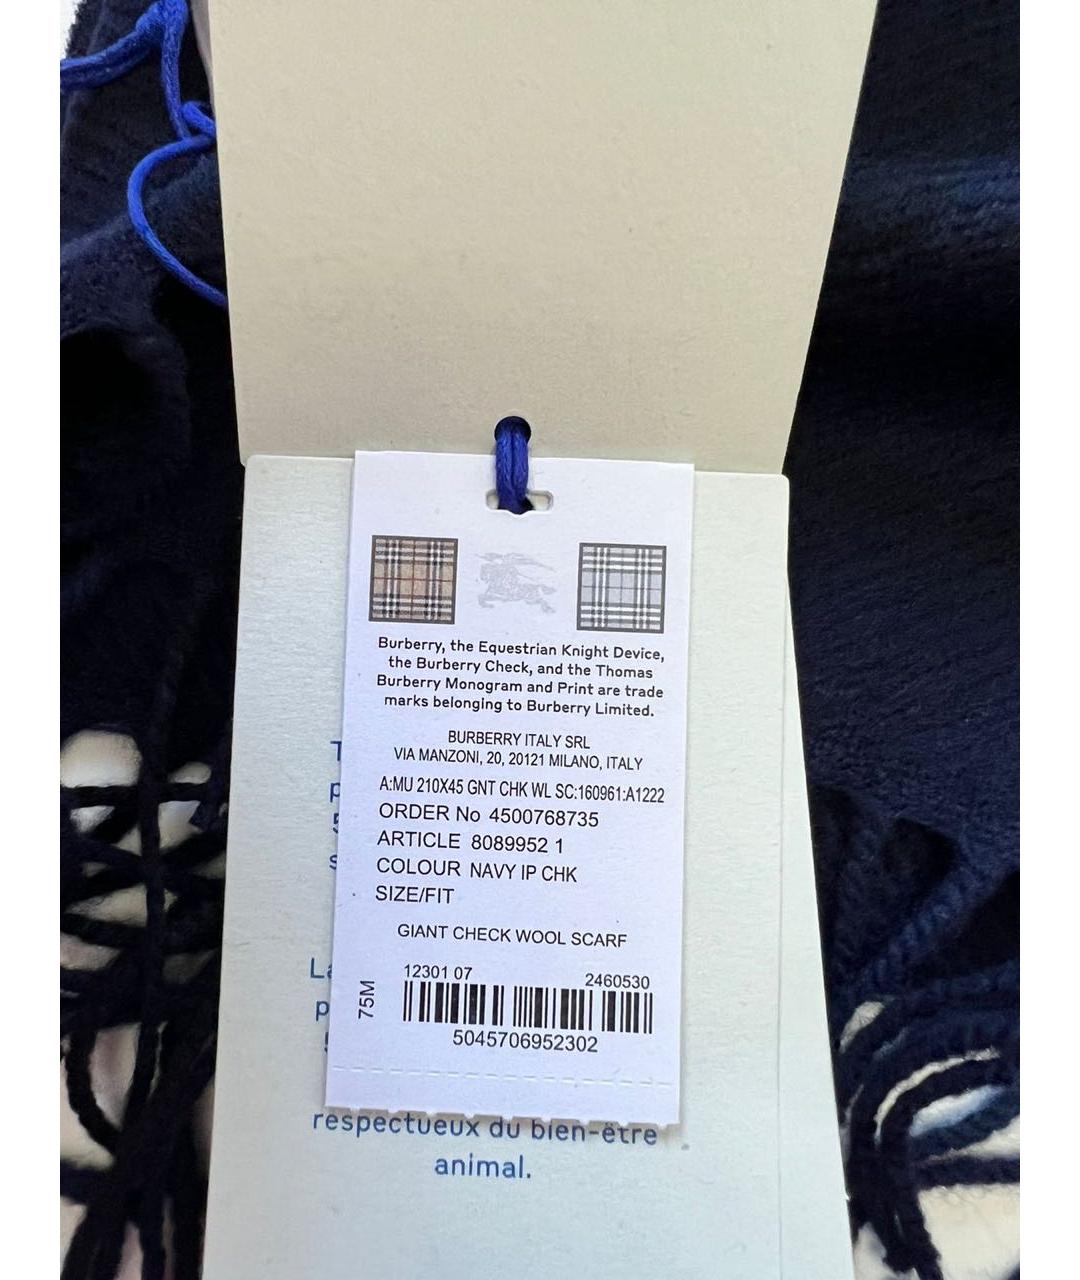 Burberry, the Equestrian Knight Device,
the Burberry Check, and the Thomas
Burberry Monogram and Print are trade
marks belonging to Burberry Limited.
BURBERRY ITALY SRL
VIA MANZONI, 20, 20121 MILANO, ITALY
A:MU 210X45 GNT CHK WL SC:160961:A1222
ORDER No 4500768735
ARTICLE 8089952 1
COLOUR NAVY IP CHK
SIZE/FIT
GIANT CHECK WOOL SCARF
12301 07 2460530
75M
5045706952302
respectueux du bien-être
animal.